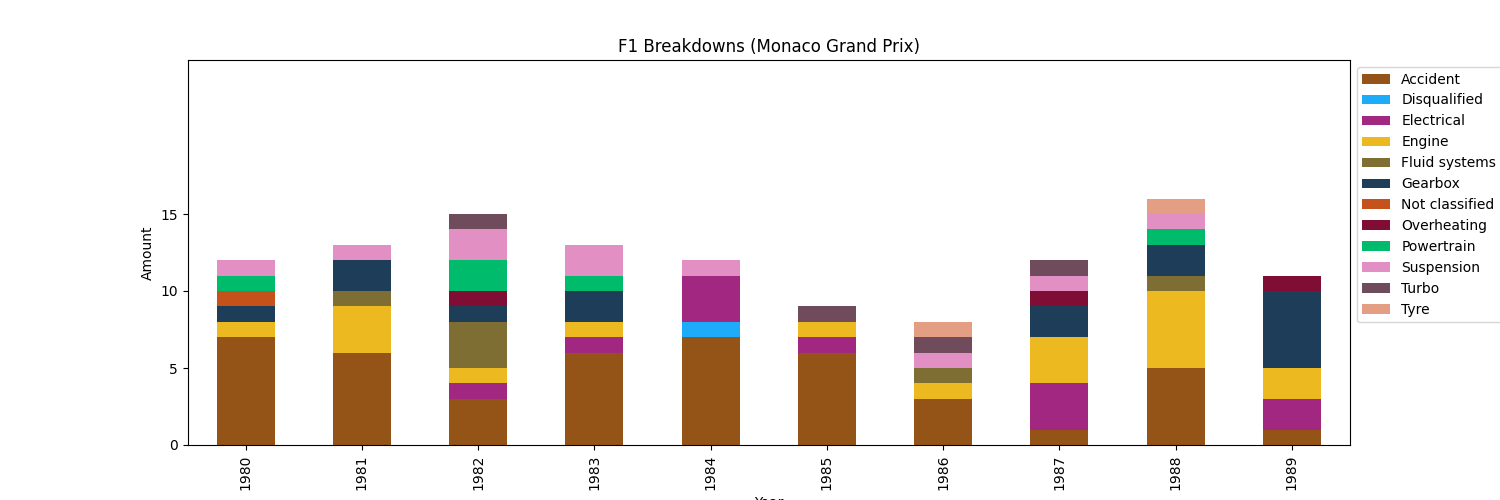 F1 Breakdowns (Monaco Grand Prix)
Amount
15
10
5
0
1980
1981
1982
1983
1984
1985
1986
1987
1988
1989
Year
Accident
Disqualified
Electrical
Engine
Fluid systems
Gearbox
Not classified
Overheating
Powertrain
Suspension
Turbo
Tyre